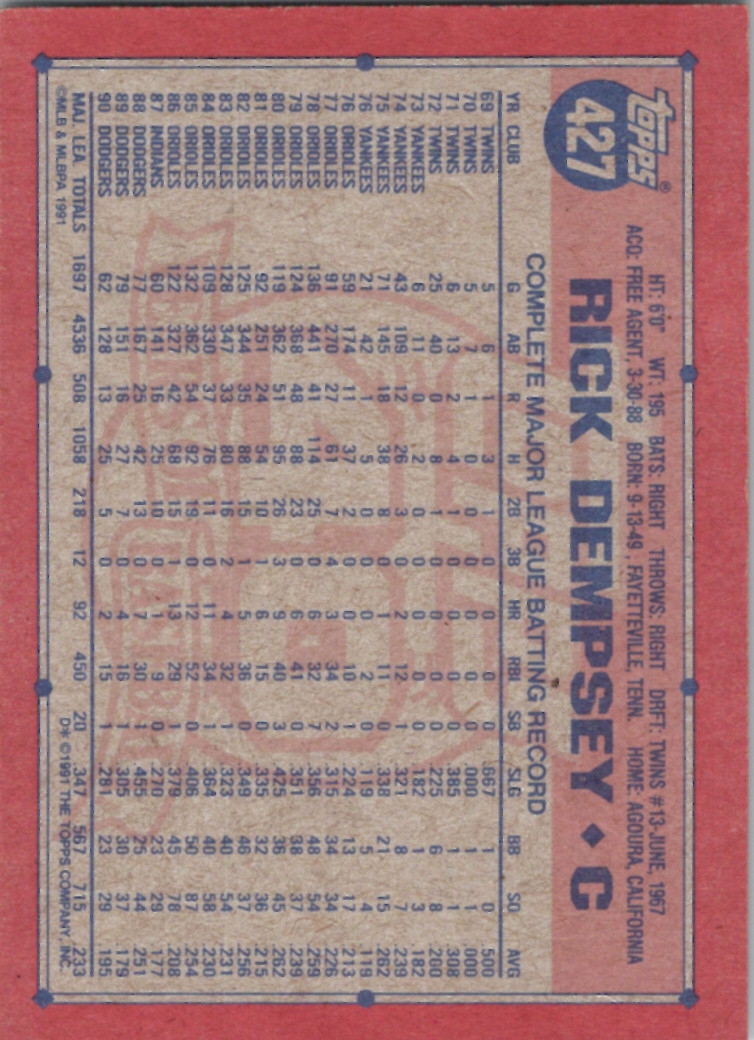 TOPPS®
427
HT: 6'0" WT: 195 BATS: RIGHT THROWS: RIGHT DRFT: TWINS #13-JUNE, 1967
ACQ: FREE AGENT, 3-30-88 BORN: 9-13-49, FAYETTEVILLE, TENN. HOME: AGOURA, CALIFORNIA
RICK DEMPSEY ♦ C
COMPLETE MAJOR LEAGUE BATTING RECORD
YR CLUB G AB R H 2B 3B HR RBI SB SLG BB SO AVG
69 TWINS 5 6 1 3 1 0 0 0 0 .667 1 0 .500
70 TWINS 5 7 1 0 0 0 0 0 0 .000 1 1 .000
71 TWINS 6 13 2 4 1 0 0 0 0 .385 1 1 .308
72 TWINS 25 40 0 8 1 0 0 0 0 .225 6 8 .200
73 YANKEES 6 11 0 2 0 0 0 0 0 .182 1 3 .182
74 YANKEES 43 109 12 26 3 0 2 12 1 .321 8 7 .239
75 YANKEES 71 145 18 38 8 0 1 11 0 .338 21 15 .262
76 YANKEES 21 42 1 5 0 0 0 2 0 .119 5 4 .119
76 ORIOLES 59 174 11 37 2 0 0 10 1 .224 13 17 .213
77 ORIOLES 91 270 27 61 7 4 3 34 2 .315 34 34 .226
78 ORIOLES 136 441 41 114 25 0 6 32 7 .356 48 54 .259
79 ORIOLES 124 368 48 88 23 0 6 41 0 .351 38 37 .239
80 ORIOLES 119 362 51 95 26 3 9 40 3 .425 36 45 .262
81 ORIOLES 92 251 24 54 10 1 6 15 0 .335 32 36 .215
82 ORIOLES 125 344 35 88 15 1 5 36 0 .349 46 37 .256
83 ORIOLES 128 347 33 80 16 2 4 32 1 .323 40 54 .231
84 ORIOLES 109 330 37 76 11 0 11 34 1 .364 40 58 .230
85 ORIOLES 132 362 54 92 19 0 12 52 0 .406 50 87 .254
86 ORIOLES 122 327 42 68 15 1 13 29 1 .379 45 78 .208
87 INDIANS 60 141 16 25 10 0 1 9 0 .270 23 29 .177
88 DODGERS 77 167 25 42 13 0 7 30 1 .455 25 44 .251
89 DODGERS 79 151 16 27 7 0 4 16 1 .305 30 37 .179
90 DODGERS 62 128 13 25 5 0 2 15 1 .281 23 29 .195
MAJ. LEA. TOTALS 1697 4536 508 1058 218 12 92 450 20 .347 567 715 .233
©MLB & MLBPA 1991 D* ©1991 THE TOPPS COMPANY, INC.